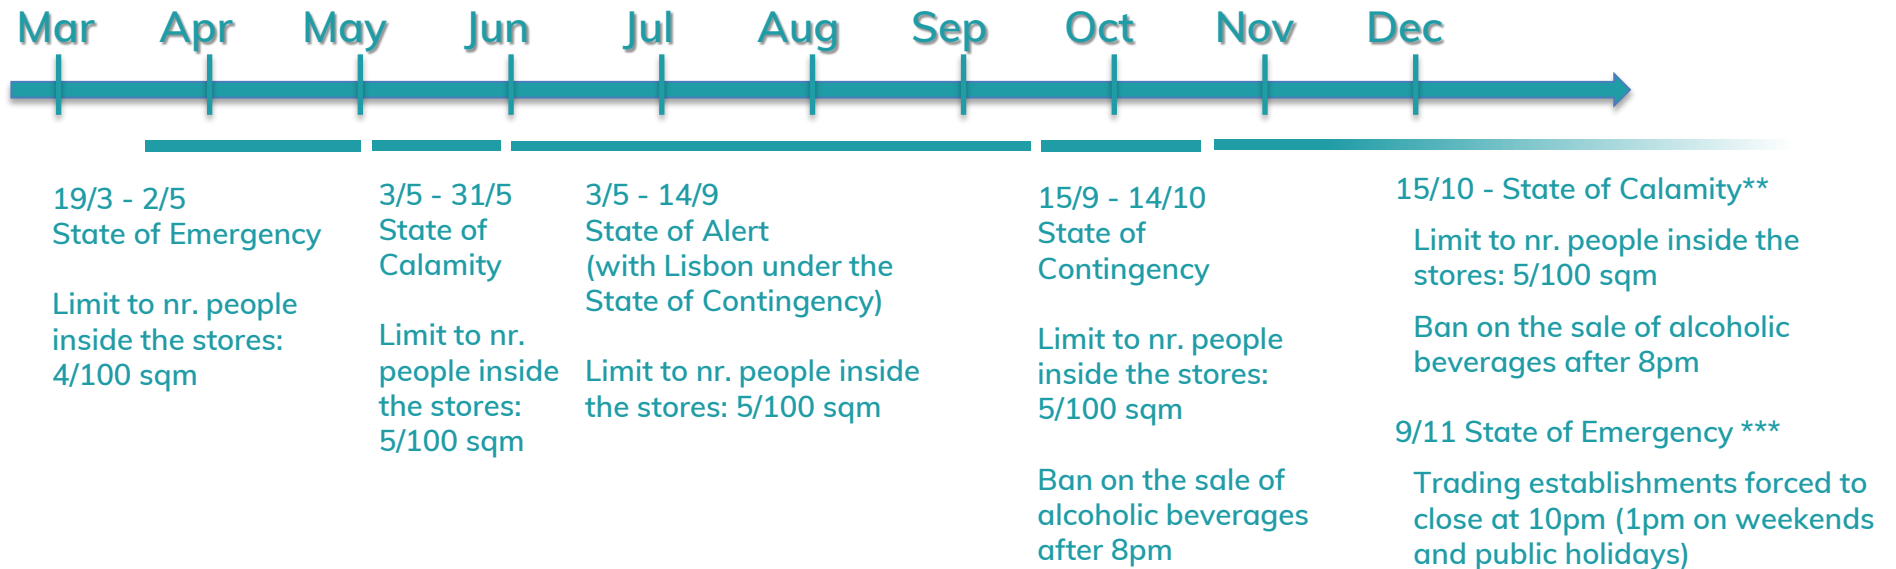 Mar Apr May Jun Jul Aug Sep Oct Nov Dec
19/3 - 2/5
State of Emergency
Limit to nr. people
inside the stores:
4/100 sqm
3/5 - 31/5
State of
Calamity
Limit to nr.
people inside
the stores:
5/100 sqm
3/5 - 14/9
State of Alert
(with Lisbon under the
State of Contingency)
Limit to nr. people inside
the stores: 5/100 sqm
15/9 - 14/10
State of
Contingency
Limit to nr. people
inside the stores:
5/100 sqm
Ban on the sale of
alcoholic beverages
after 8pm
15/10 - State of Calamity**
Limit to nr. people inside the
stores: 5/100 sqm
Ban on the sale of alcoholic
beverages after 8pm
9/11 State of Emergency ***
Trading establishments forced to
close at 10pm (1pm on weekends
and public holidays)